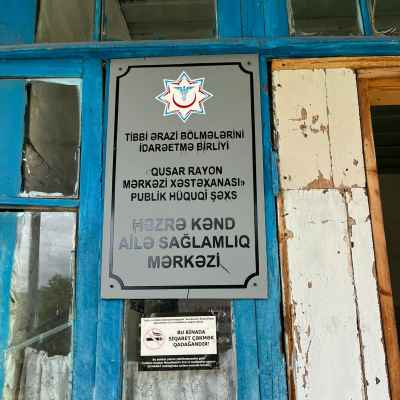 TİBBİ ƏRAZİ BÖLMƏLƏRİNİ
İDARƏETMƏ BİRLİYİ
«QUSAR RAYON
MƏRKƏZİ XƏSTƏXANASI»
PUBLİK HÜQUQİ ŞƏXS
HƏZRƏ KƏND
AİLƏ SAĞLAMLIQ
MƏRKƏZİ
BU BİNADA
SİQARET ÇƏKMƏK
QADAĞANDIR!